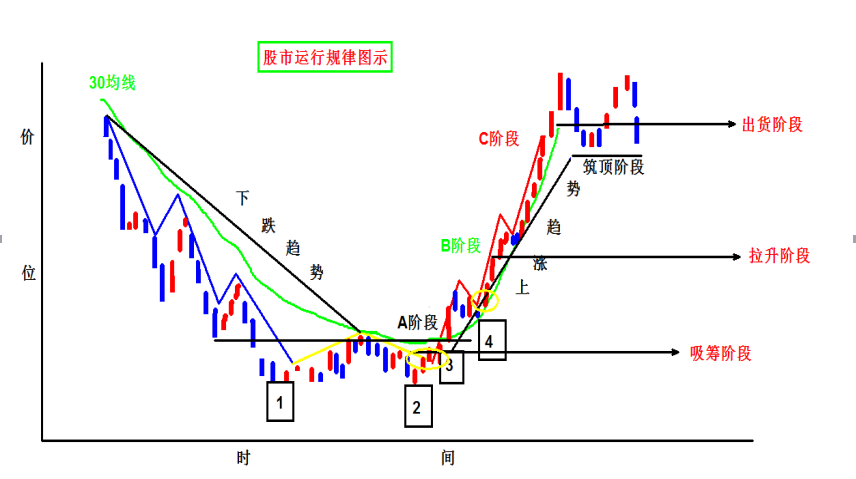 股市运行规律图示
30均线
价
位
下
跌
趋
势
C阶段
出货阶段
筑顶阶段
势
趋
涨
上
B阶段
拉升阶段
A阶段
吸筹阶段
1
2
3
4
时
间